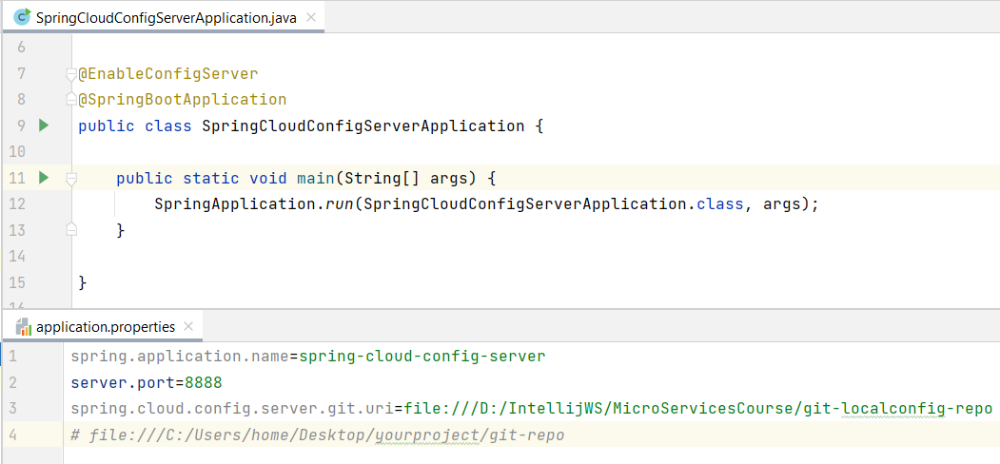 SpringCloudConfigServerApplication.java
6
7 @EnableConfigServer
8 @SpringBootApplication
9 public class SpringCloudConfigServerApplication {
10
11 public static void main(String[] args) {
12 SpringApplication.run(SpringCloudConfigServerApplication.class, args);
13 }
14
15 }
16
application.properties
1 spring.application.name=spring-cloud-config-server
2 server.port=8888
3 spring.cloud.config.server.git.uri=file:///D:/IntellijWS/MicroServicesCourse/git-localconfig-repo
4 # file:///C:/Users/home/Desktop/yourproject/git-repo